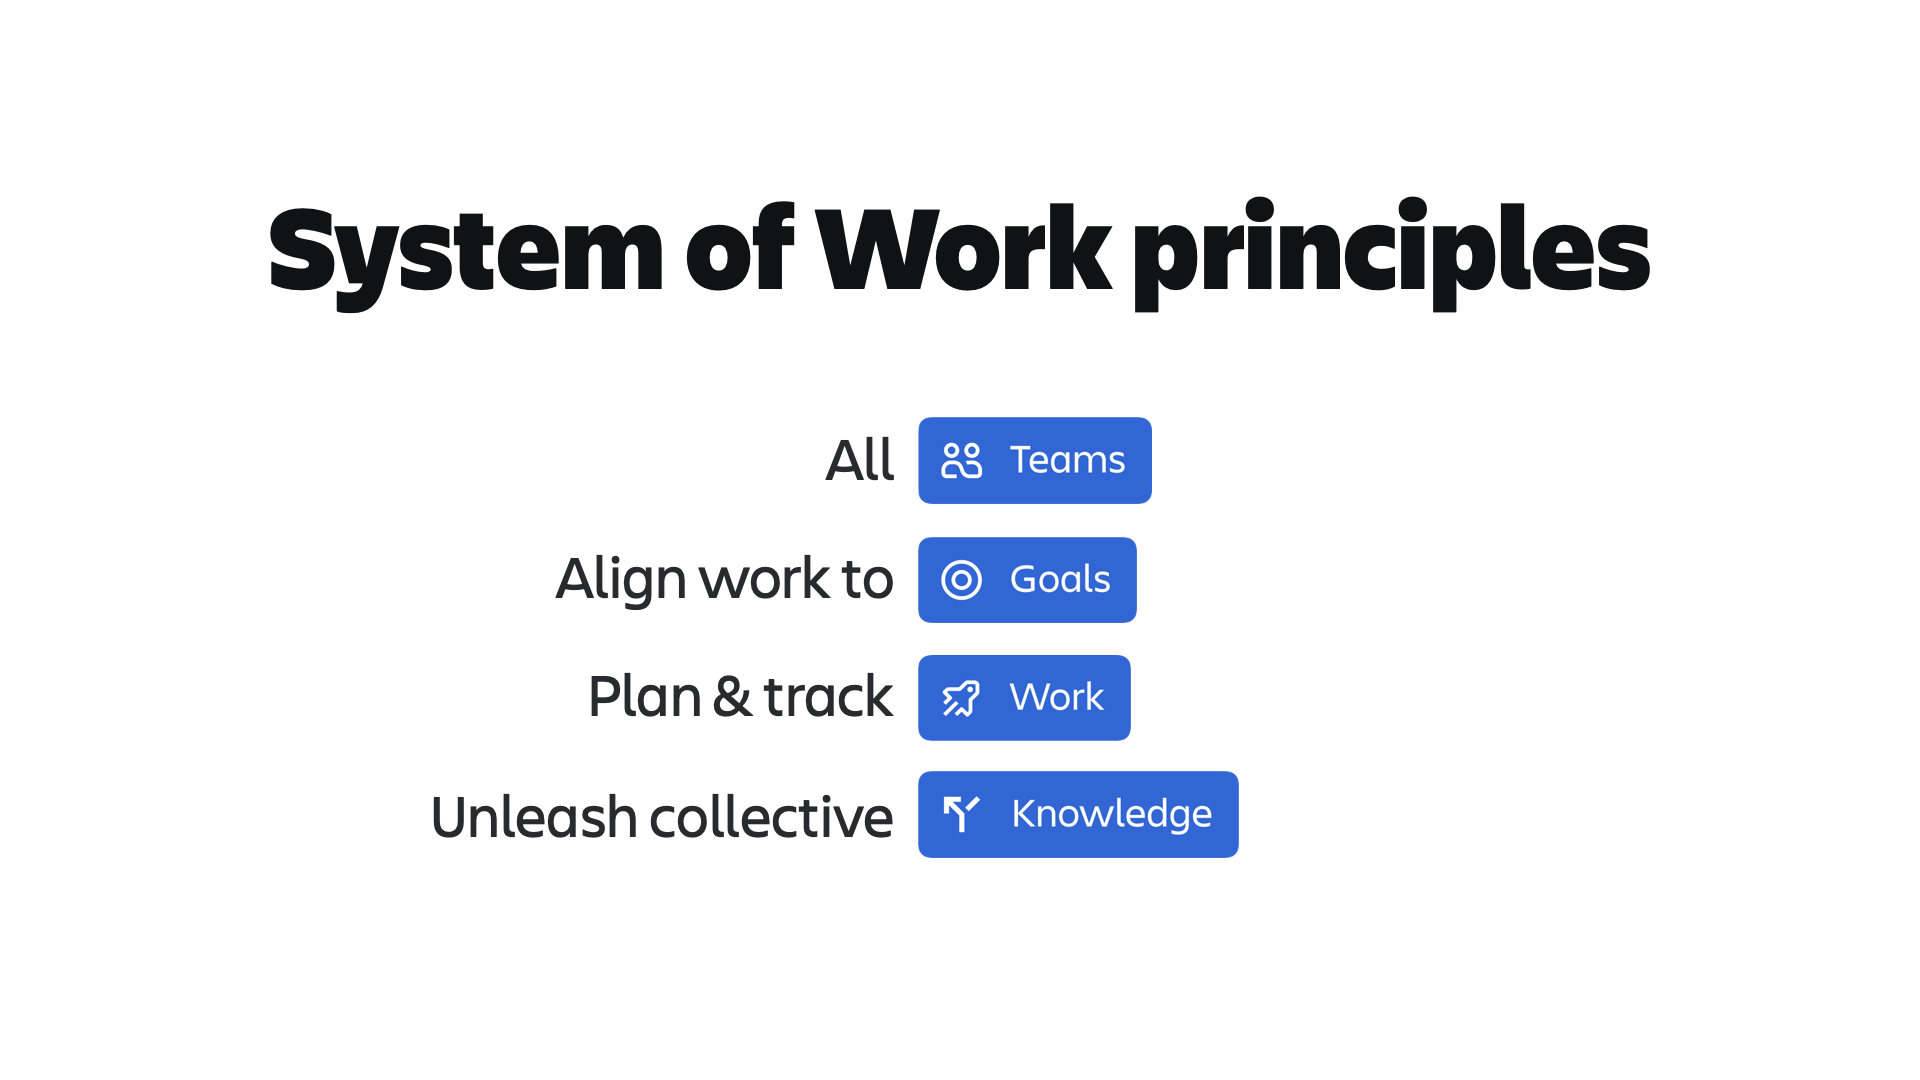 System of Work principles
All Teams
Align work to Goals
Plan & track Work
Unleash collective Knowledge